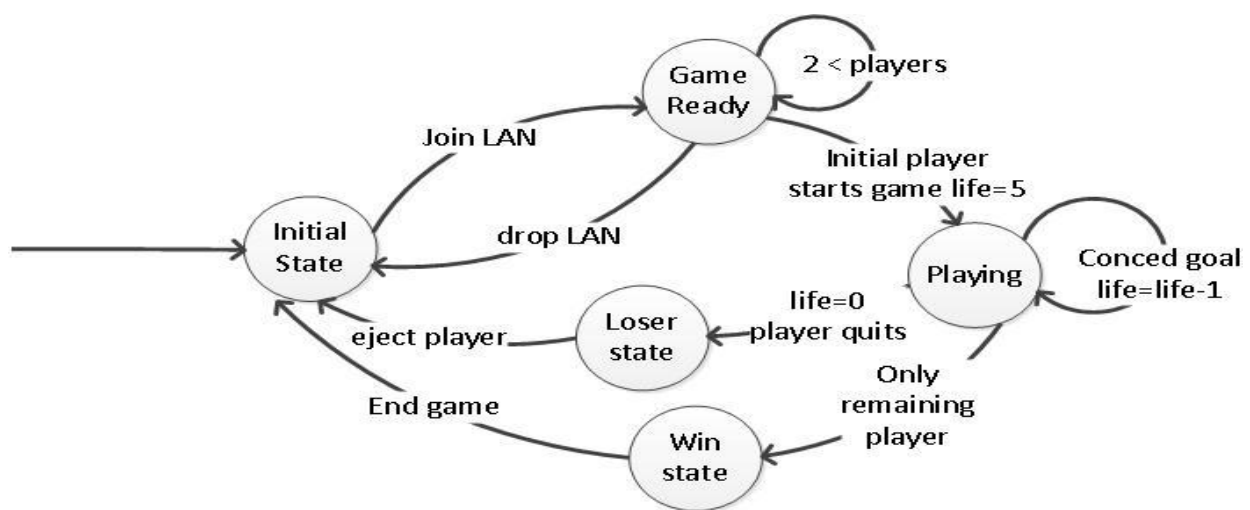 Game
Ready
2 < players
Join LAN
Initial player
starts game life=5
Initial
State
drop LAN
Playing
Conced goal
life=life-1
life=0
player quits
Loser
state
eject player
Only
remaining
player
End game
Win
state